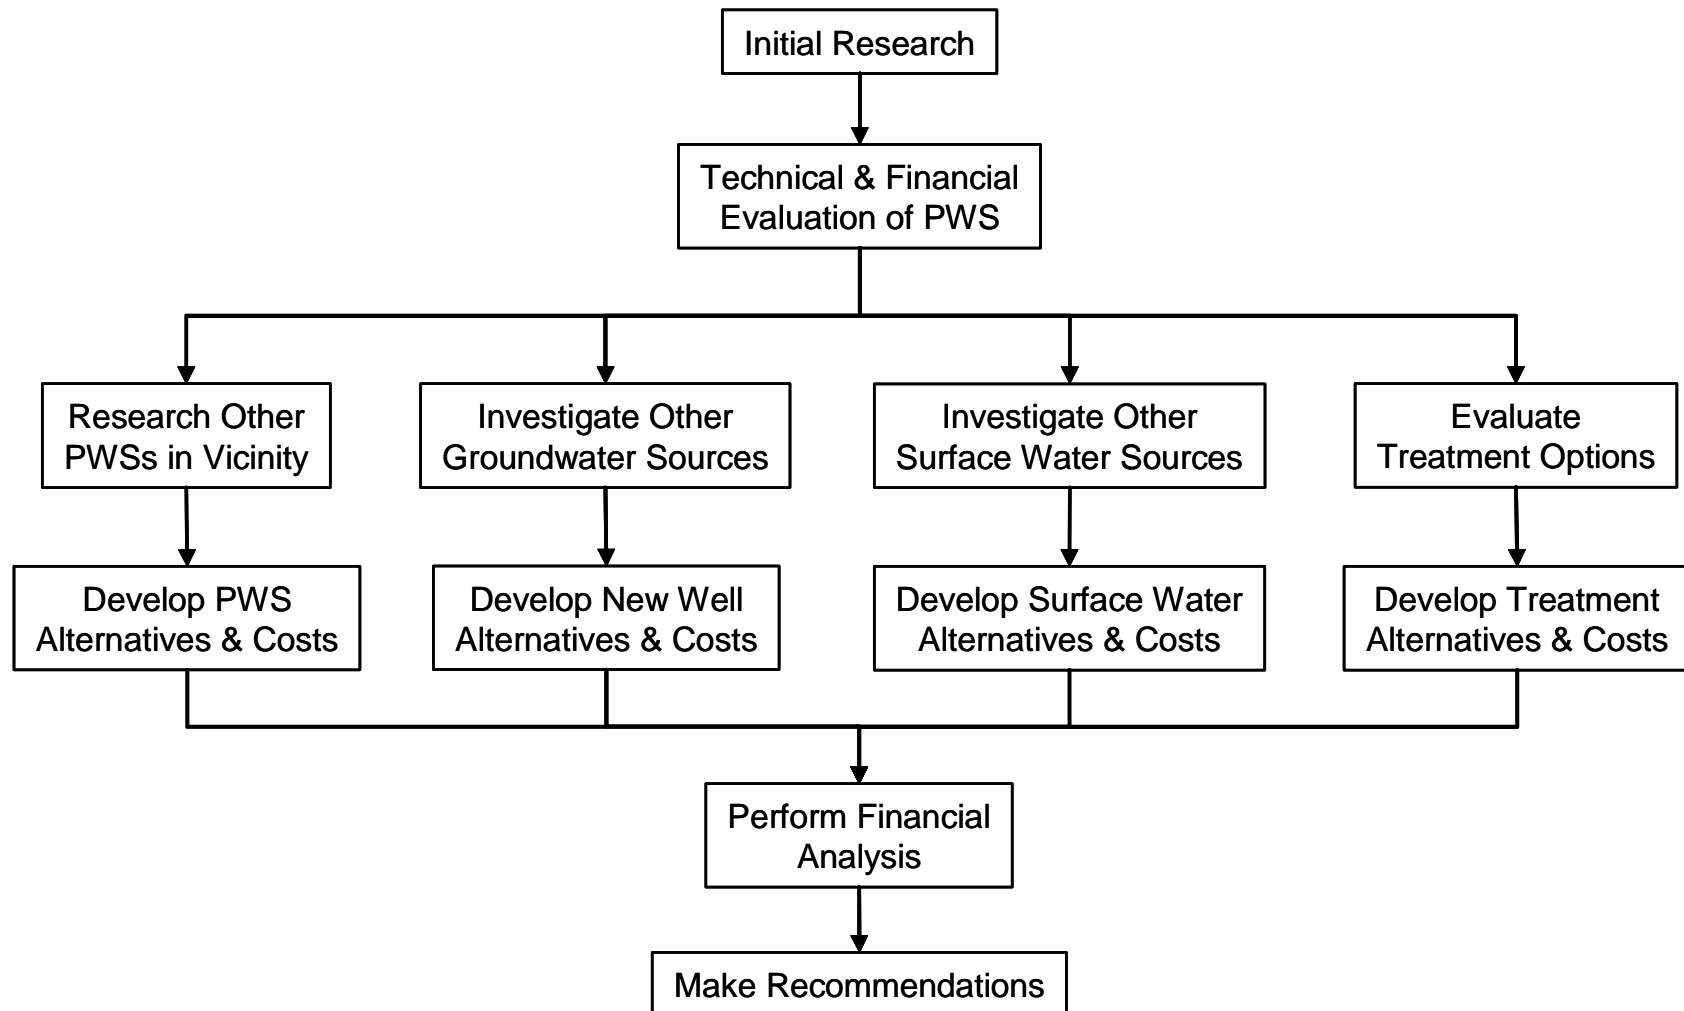 Initial Research
Technical & Financial
Evaluation of PWS
Research Other
PWSs in Vicinity
Investigate Other
Groundwater Sources
Investigate Other
Surface Water Sources
Evaluate
Treatment Options
Develop PWS
Alternatives & Costs
Develop New Well
Alternatives & Costs
Develop Surface Water
Alternatives & Costs
Develop Treatment
Alternatives & Costs
Perform Financial
Analysis
Make Recommendations